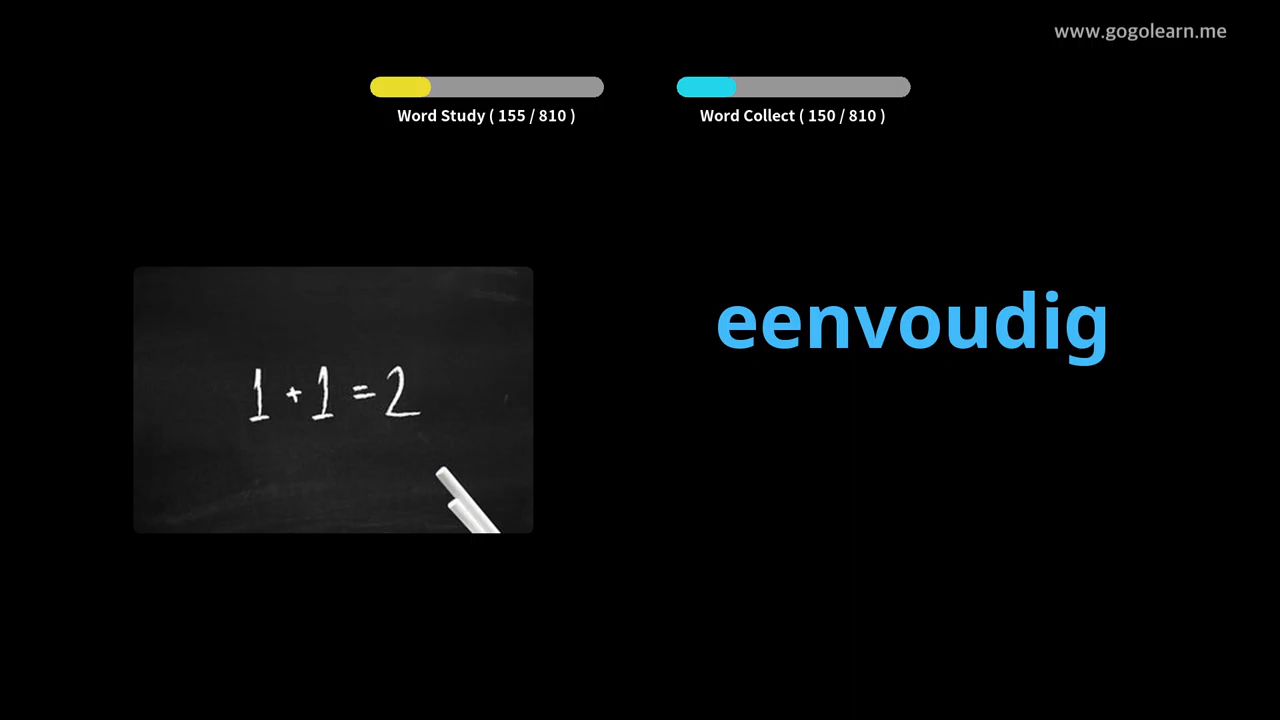 www.gogolearn.me
Word Study ( 155 / 810 )
Word Collect ( 150 / 810 )
eenvoudig
1 + 1 = 2